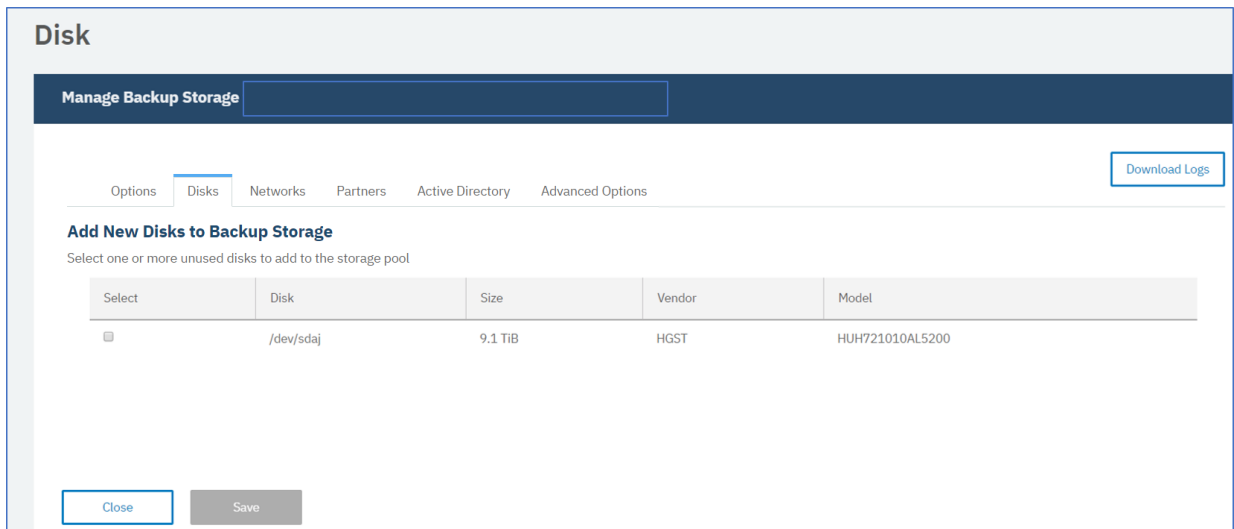 Disk
Manage Backup Storage
Download Logs
Options Disks Networks Partners Active Directory Advanced Options
Add New Disks to Backup Storage
Select one or more unused disks to add to the storage pool
Select Disk Size Vendor Model
/dev/sdaj 9.1 TiB HGST HUH721010AL5200
Close Save